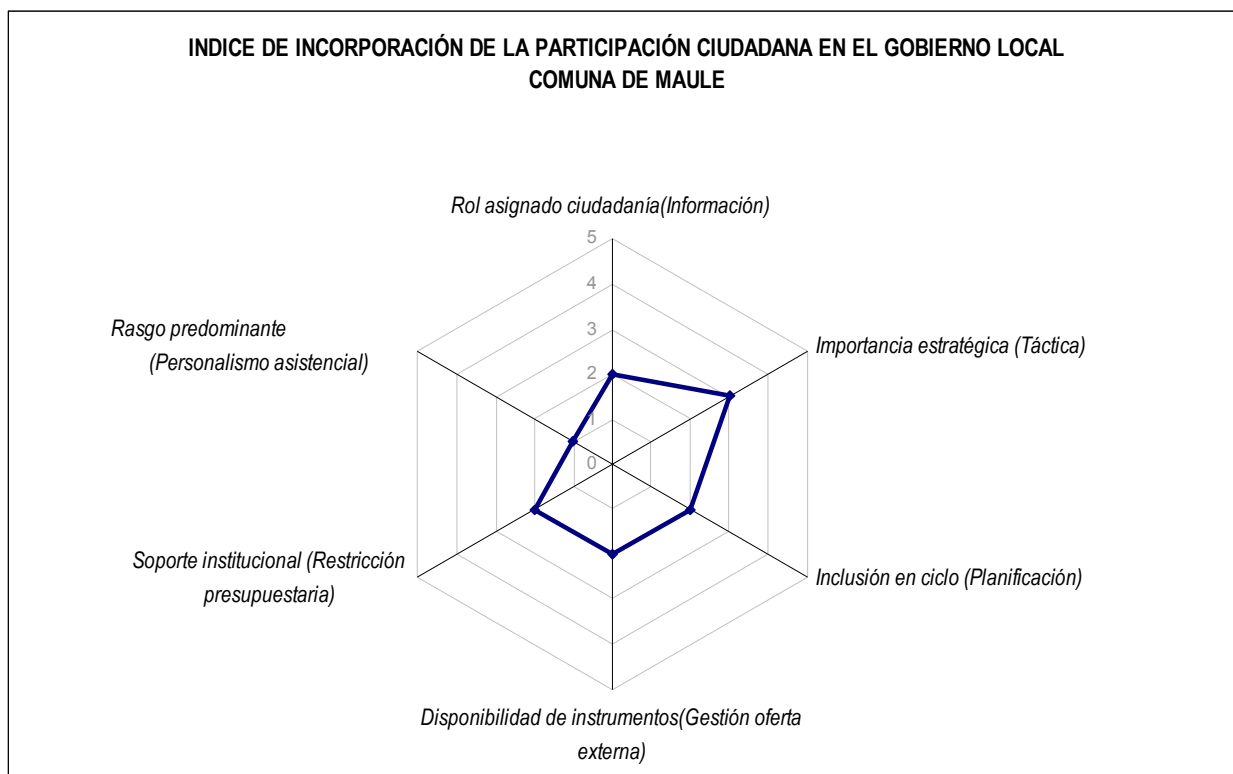 INDICE DE INCORPORACIÓN DE LA PARTICIPACIÓN CIUDADANA EN EL GOBIERNO LOCAL
COMUNA DE MAULE
Rol asignado ciudadanía(Información)
5
4
3
2
1
0
Rasgo predominante
(Personalismo asistencial)
Importancia estratégica (Táctica)
Soporte institucional (Restricción
presupuestaria)
Inclusión en ciclo (Planificación)
Disponibilidad de instrumentos(Gestión oferta
externa)